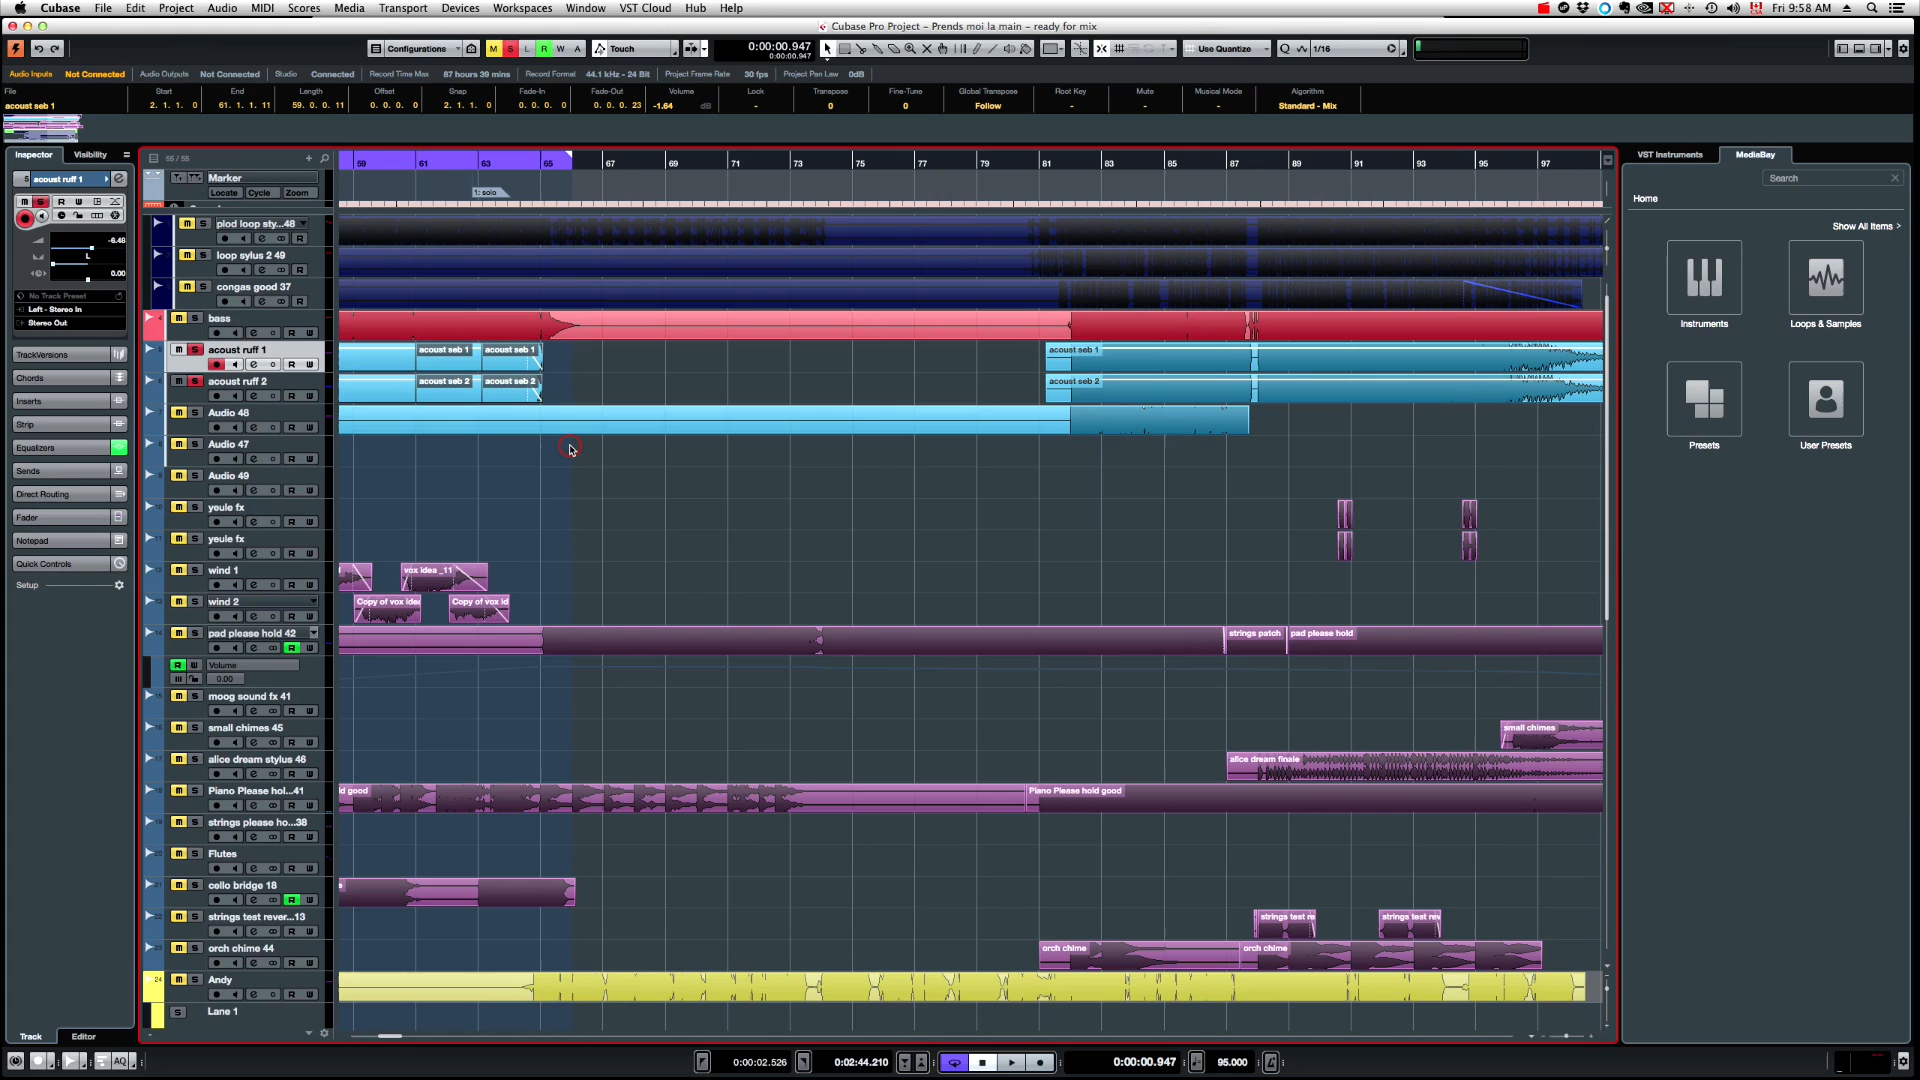 Cubase File Edit Project Audio MIDI Scores Media Transport Devices Workspaces Window VST Cloud Hub Help Fri 9:58 AM
Cubase Pro Project - Prends moi la main - ready for mix
Configurations M S L R W A Touch 0:00:00.947 Use Quantize 1/16
0:00:00.947
Audio Inputs Not Connected Audio Outputs Not Connected Studio Connected Record Time Max 87 hours 39 mins Record Format 44.1 kHz - 24 Bit Project Frame Rate 30 fps Project Pan Law 0dB
File Start End Length Offset Snap Fade-In Fade-Out Volume Lock Transpose Fine-Tune Global Transpose Root Key Mute Musical Mode Algorithm
acoust seb 1 2. 1. 1. 0 61. 1. 1. 11 59. 0. 0. 11 0. 0. 0. 0 2. 1. 1. 0 0. 0. 0. 0 0. 0. 0. 23 -1.64 dB - 0 0 Follow - - - Standard - Mix
Inspector Visibility 55 / 55 59 61 63 65 67 69 71 73 75 77 79 81 83 85 87 89 91 93 95 97 VST Instruments MediaBay
5 acoust ruff 1 Marker Search
Locate Cycle Zoom 1: solo
Home
plod loop sty...48
Show All Items >
-6.48
L
0.00
No Track Preset
Left - Stereo In
Stereo Out
loop sylus 2 49
congas good 37
Instruments Loops & Samples
bass
TrackVersions
Chords
Inserts
Strip
Equalizers
Sends
Direct Routing
Fader
Notepad
Quick Controls
Setup
acoust ruff 1 acoust seb 1 acoust seb 1 acoust seb 1
acoust ruff 2 acoust seb 2 acoust seb 2 acoust seb 2
Audio 48
Audio 47
Presets User Presets
Audio 49
yeule fx
yeule fx
wind 1 vox idea _11
wind 2 Copy of vox idea Copy of vox id
pad please hold 42 strings patch pad please hold
R W Volume
0.00
moog sound fx 41
small chimes 45 small chimes
alice dream stylus 46 alice dream finale
Piano Please hol...41 ld good Piano Please hold good
strings please ho...38
Flutes
cello bridge 18
strings test rever...13 strings test re strings test rev
orch chime 44 orch chime orch chime
24 Andy
Lane 1
Track Editor
AQ 0:00:02.526 0:02:44.210 0:00:00.947 95.000